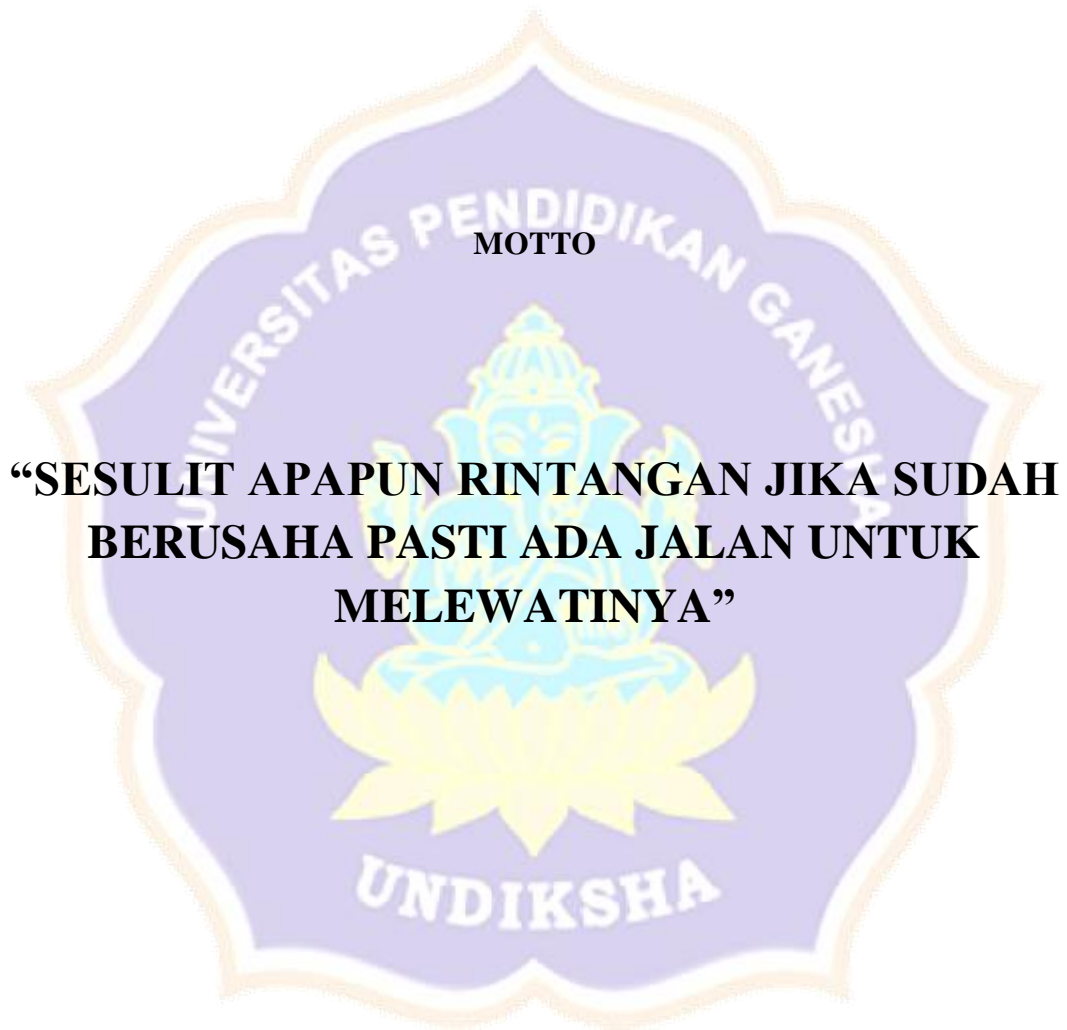 UNIVERSITAS PENDIDIKAN GANESHA
MOTTO
“SESULIT APAPUN RINTANGAN JIKA SUDAH
BERUSAHA PASTI ADA JALAN UNTUK
MELEWATINYA”
UNDIKSHA